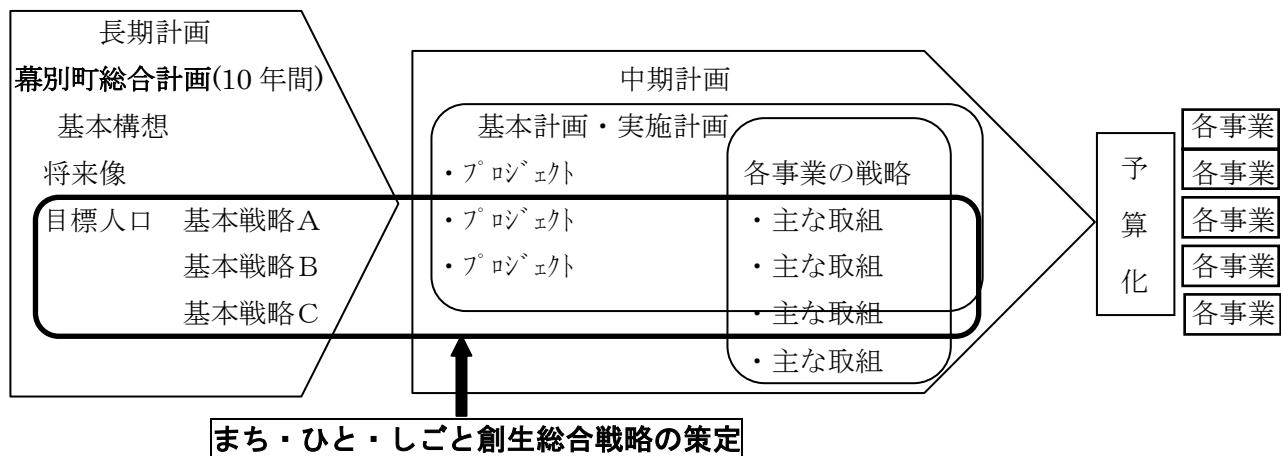 長期計画
幕別町総合計画(10年間)
中期計画
基本構想
基本計画・実施計画
各事業
将来像
・ﾌﾟﾛｼﾞｪｸﾄ
各事業の戦略
予
各事業
目標人口 基本戦略A
・ﾌﾟﾛｼﾞｪｸﾄ
・主な取組
算
各事業
基本戦略B
・ﾌﾟﾛｼﾞｪｸﾄ
・主な取組
化
各事業
基本戦略C
・主な取組
各事業
・主な取組
まち・ひと・しごと創生総合戦略の策定